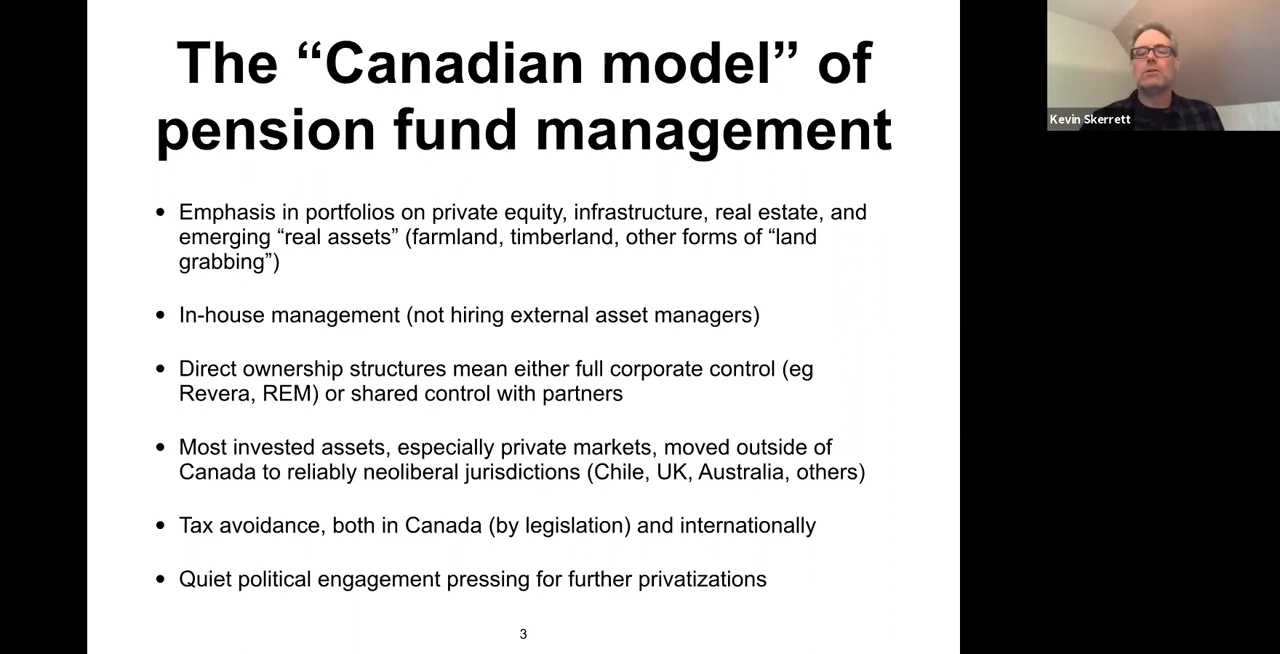 The “Canadian model” of
pension fund management
Kevin Skerrett
• Emphasis in portfolios on private equity, infrastructure, real estate, and
emerging “real assets” (farmland, timberland, other forms of “land
grabbing”)
• In-house management (not hiring external asset managers)
• Direct ownership structures mean either full corporate control (eg
Revera, REM) or shared control with partners
• Most invested assets, especially private markets, moved outside of
Canada to reliably neoliberal jurisdictions (Chile, UK, Australia, others)
• Tax avoidance, both in Canada (by legislation) and internationally
• Quiet political engagement pressing for further privatizations
3